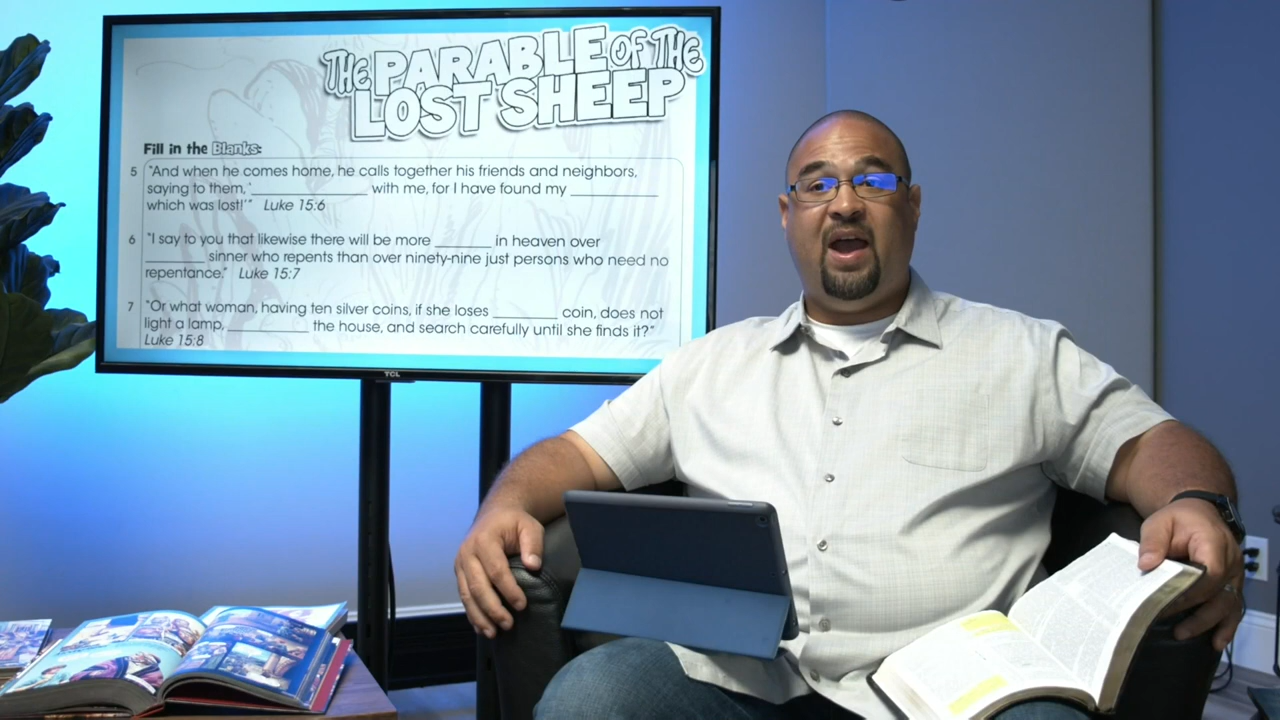 THE PARABLE OF THE
LOST SHEEP
Fill in the Blanks:
5 "And when he comes home, he calls together his friends and neighbors,
saying to them, '______________ with me, for I have found my ___________
which was lost!'" Luke 15:6
6 "I say to you that likewise there will be more _______ in heaven over
_______ sinner who repents than over ninety-nine just persons who need no
repentance." Luke 15:7
7 "Or what woman, having ten silver coins, if she loses ________ coin, does not
light a lamp, __________ the house, and search carefully until she finds it?"
Luke 15:8
TCL